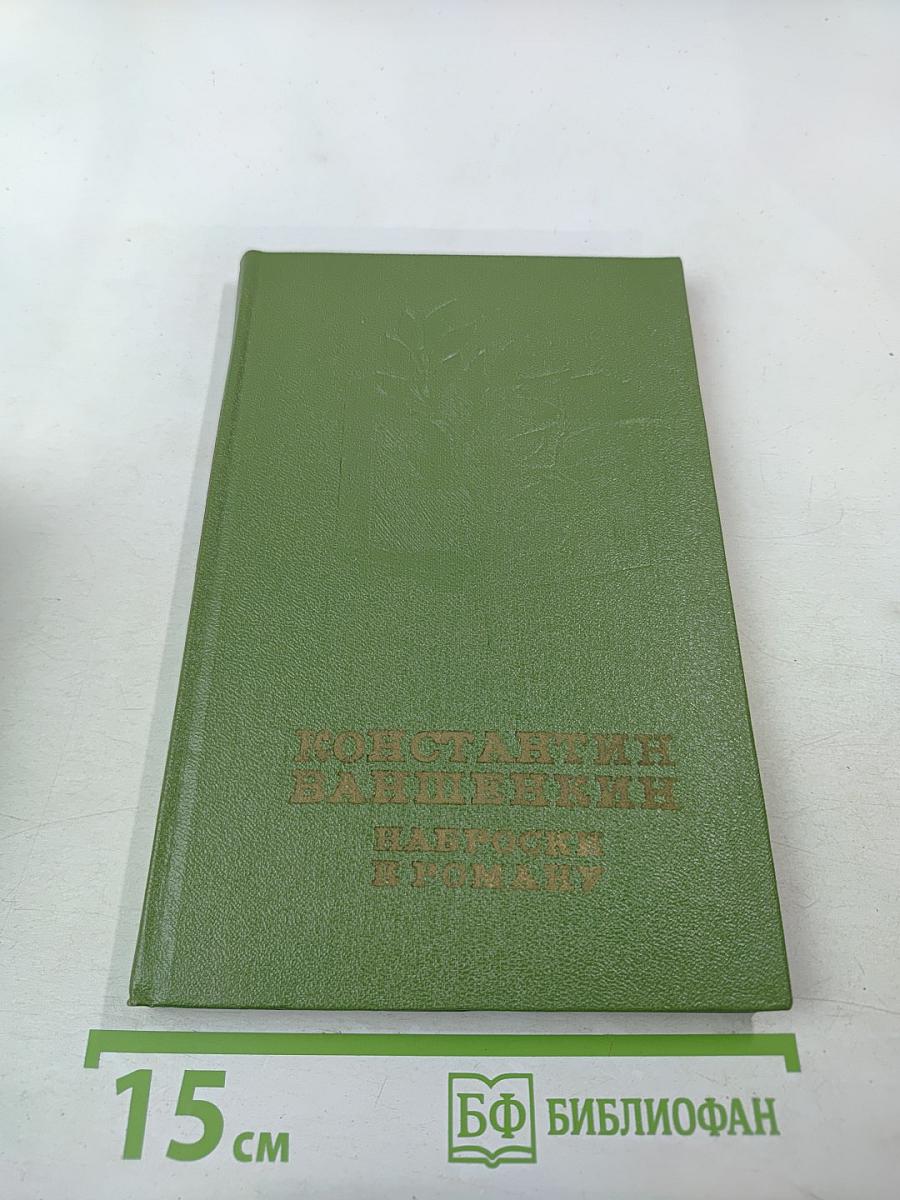 КОНСТАНТИН
ВАНШЕНКИН
НАБРОСКИ
К РОМАНУ
15 см
БФ БИБЛИОФАН